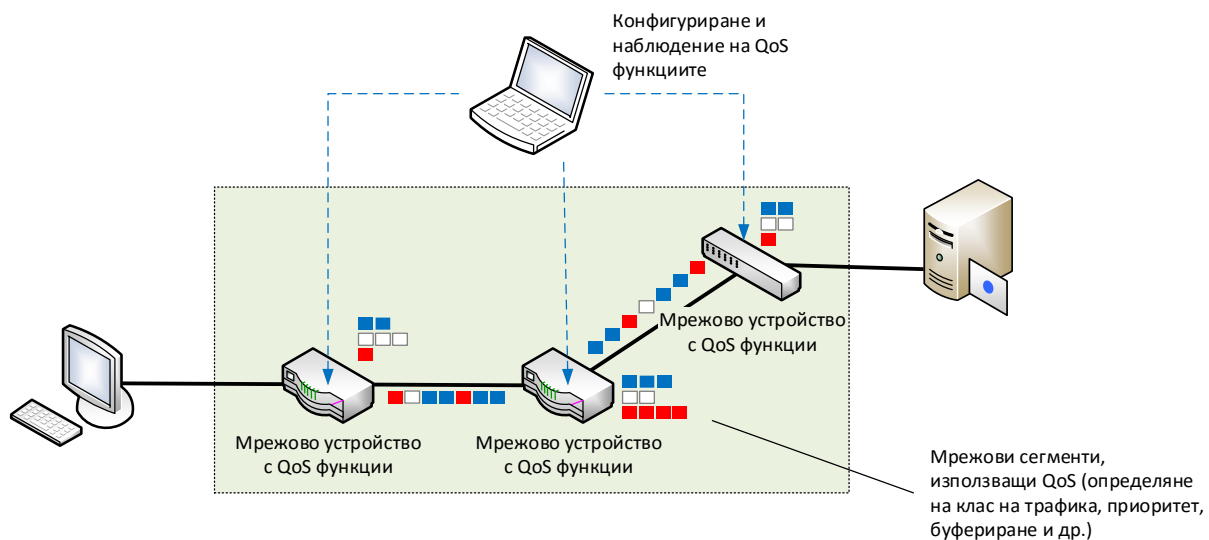 Конфигуриране и
наблюдение на QoS
функциите
Мрежово устройство
с QoS функции
Мрежово устройство
с QoS функции
Мрежово устройство
с QoS функции
Мрежови сегменти,
използващи QoS (определяне
на клас на трафика, приоритет,
буфериране и др.)